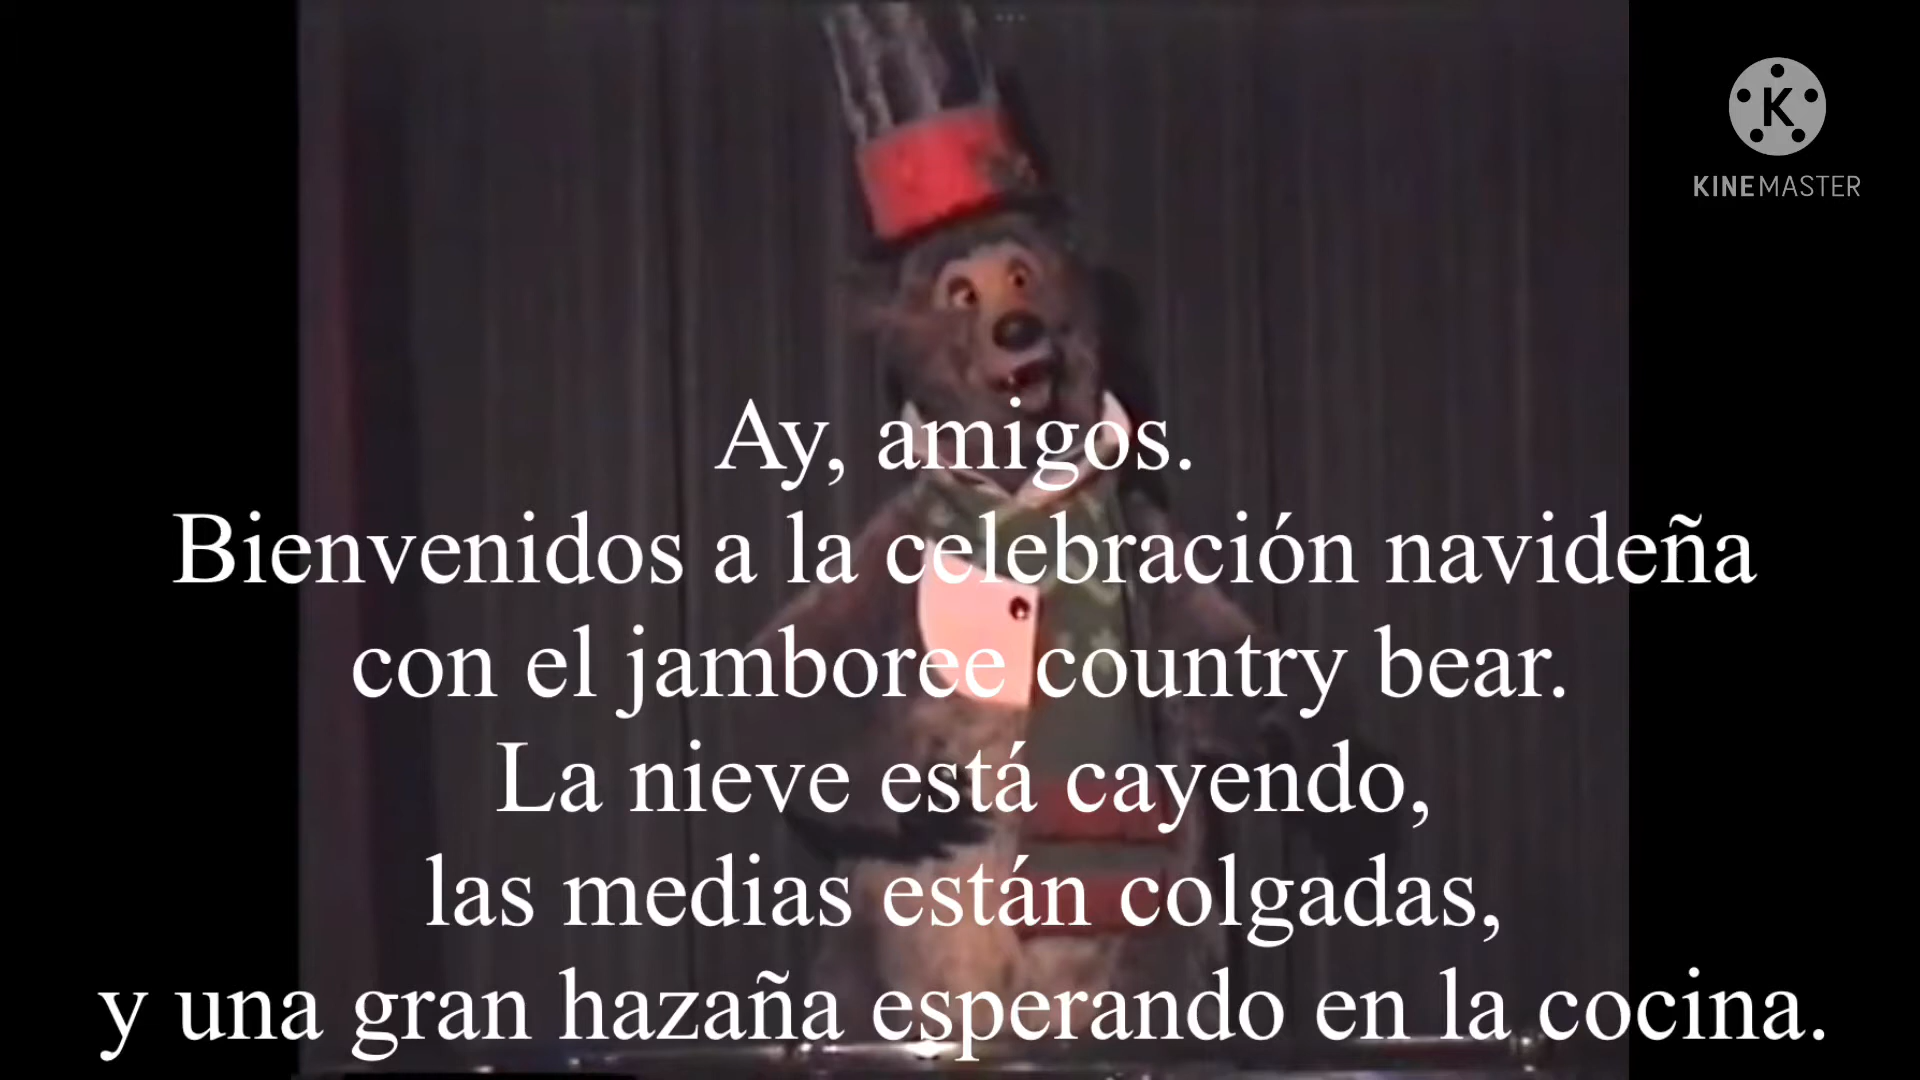 KINEMASTER
Ay, amigos.
Bienvenidos a la celebración navideña
con el jamboree country bear.
La nieve está cayendo,
las medias están colgadas,
y una gran hazaña esperando en la cocina.